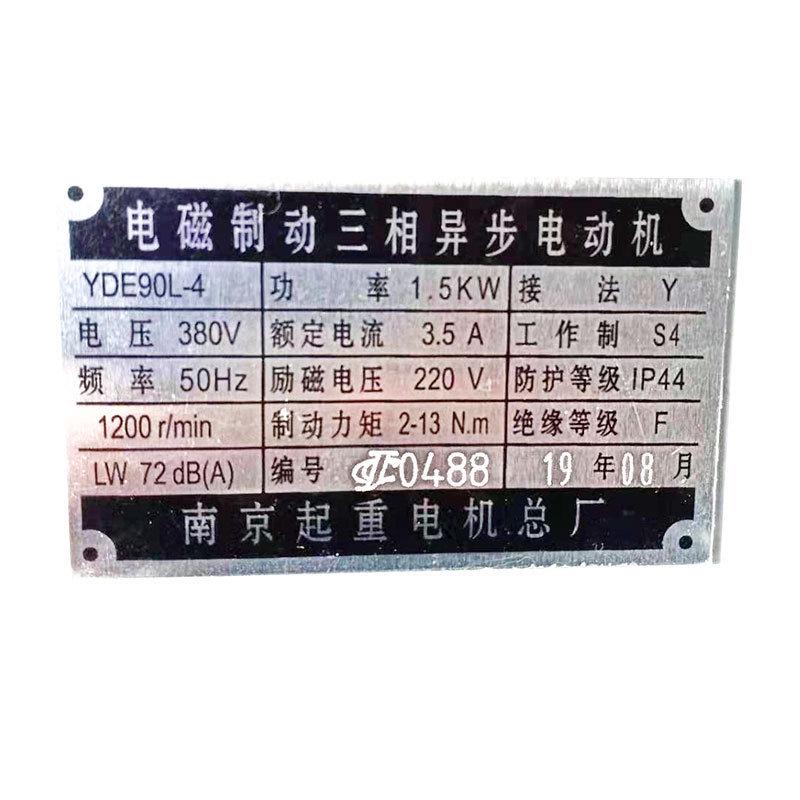 电磁制动三相异步电动机
YDE90L-4 功率 1.5KW 接法 Y
电压 380V 额定电流 3.5 A 工作制 S4
频率 50Hz 励磁电压 220 V 防护等级 IP44
1200 r/min 制动力矩 2-13 N.m 绝缘等级 F
LW 72 dB(A) 编号 0488 19 年 08 月
南京起重电机总厂